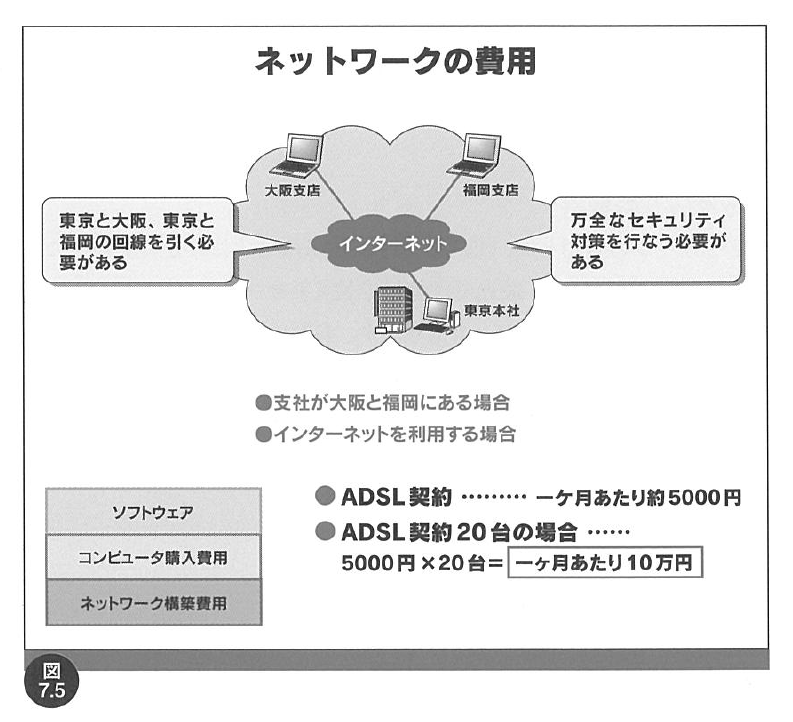 ネットワークの費用
大阪支店
福岡支店
東京と大阪、東京と
福岡の回線を引く必
要がある
インターネット
万全なセキュリティ
対策を行なう必要が
ある
東京本社
●支社が大阪と福岡にある場合
●インターネットを利用する場合
ソフトウェア
コンピュータ購入費用
ネットワーク構築費用
●ADSL契約 ……… 一ケ月あたり約5000円
●ADSL契約20台の場合 ……
5000円×20台= 一ヶ月あたり10万円
図
7.5